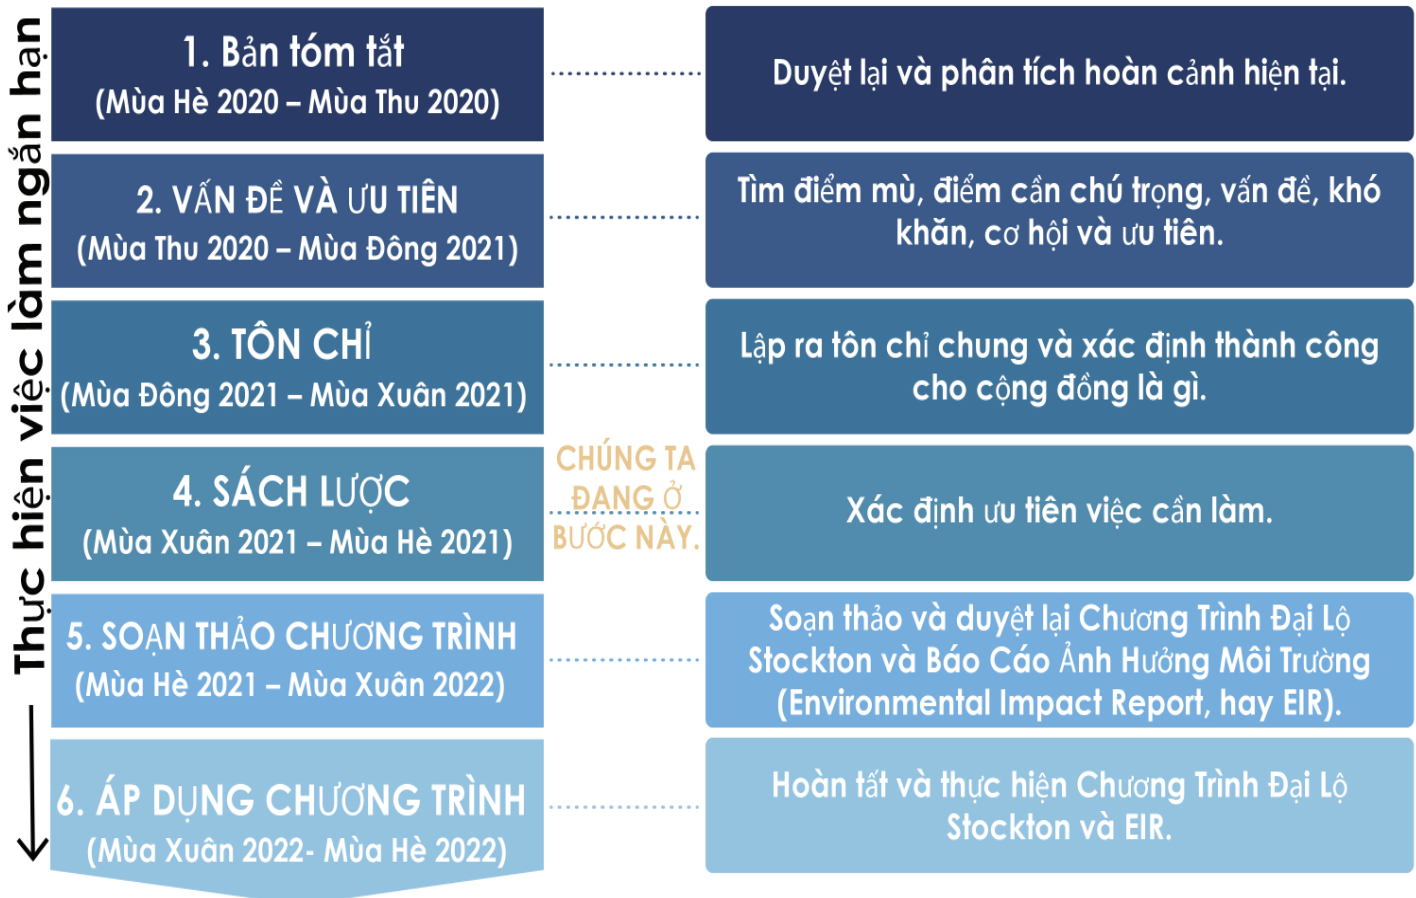 Thực hiện việc làm ngắn hạn
1. Bản tóm tắt
(Mùa Hè 2020 – Mùa Thu 2020)
Duyệt lại và phân tích hoàn cảnh hiện tại.
2. VẤN ĐỀ VÀ ƯU TIÊN
(Mùa Thu 2020 – Mùa Đông 2021)
Tìm điểm mù, điểm cần chú trọng, vấn đề, khó
khăn, cơ hội và ưu tiên.
3. TÔN CHỈ
(Mùa Đông 2021 – Mùa Xuân 2021)
Lập ra tôn chỉ chung và xác định thành công
cho cộng đồng là gì.
4. SÁCH LƯỢC
(Mùa Xuân 2021 – Mùa Hè 2021)
CHÚNG TA
ĐANG Ở
BƯỚC NÀY.
Xác định ưu tiên việc cần làm.
5. SOẠN THẢO CHƯƠNG TRÌNH
(Mùa Hè 2021 – Mùa Xuân 2022)
Soạn thảo và duyệt lại Chương Trình Đại Lộ
Stockton và Báo Cáo Ảnh Hưởng Môi Trường
(Environmental Impact Report, hay EIR).
6. ÁP DỤNG CHƯƠNG TRÌNH
(Mùa Xuân 2022- Mùa Hè 2022)
Hoàn tất và thực hiện Chương Trình Đại Lộ
Stockton và EIR.